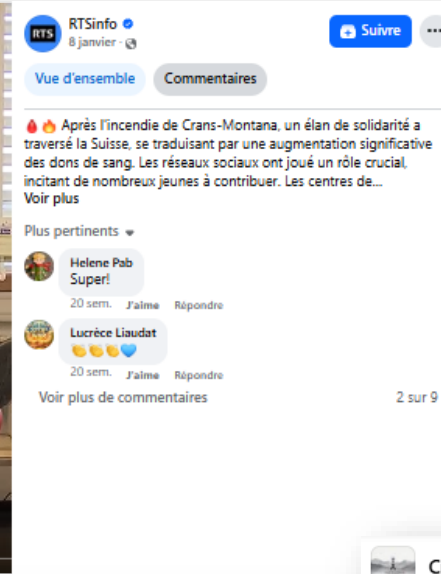 RTS
RTSinfo
8 janvier ·
Suivre
Vue d'ensemble
Commentaires
Après l'incendie de Crans-Montana, un élan de solidarité a
traversé la Suisse, se traduisant par une augmentation significative
des dons de sang. Les réseaux sociaux ont joué un rôle crucial,
incitant de nombreux jeunes à contribuer. Les centres de...
Voir plus
Plus pertinents
Helene Pab
Super!
20 sem. J'aime Répondre
Lucrèce Liaudat
👏👏👏💙
20 sem. J'aime Répondre
Voir plus de commentaires 2 sur 9
C